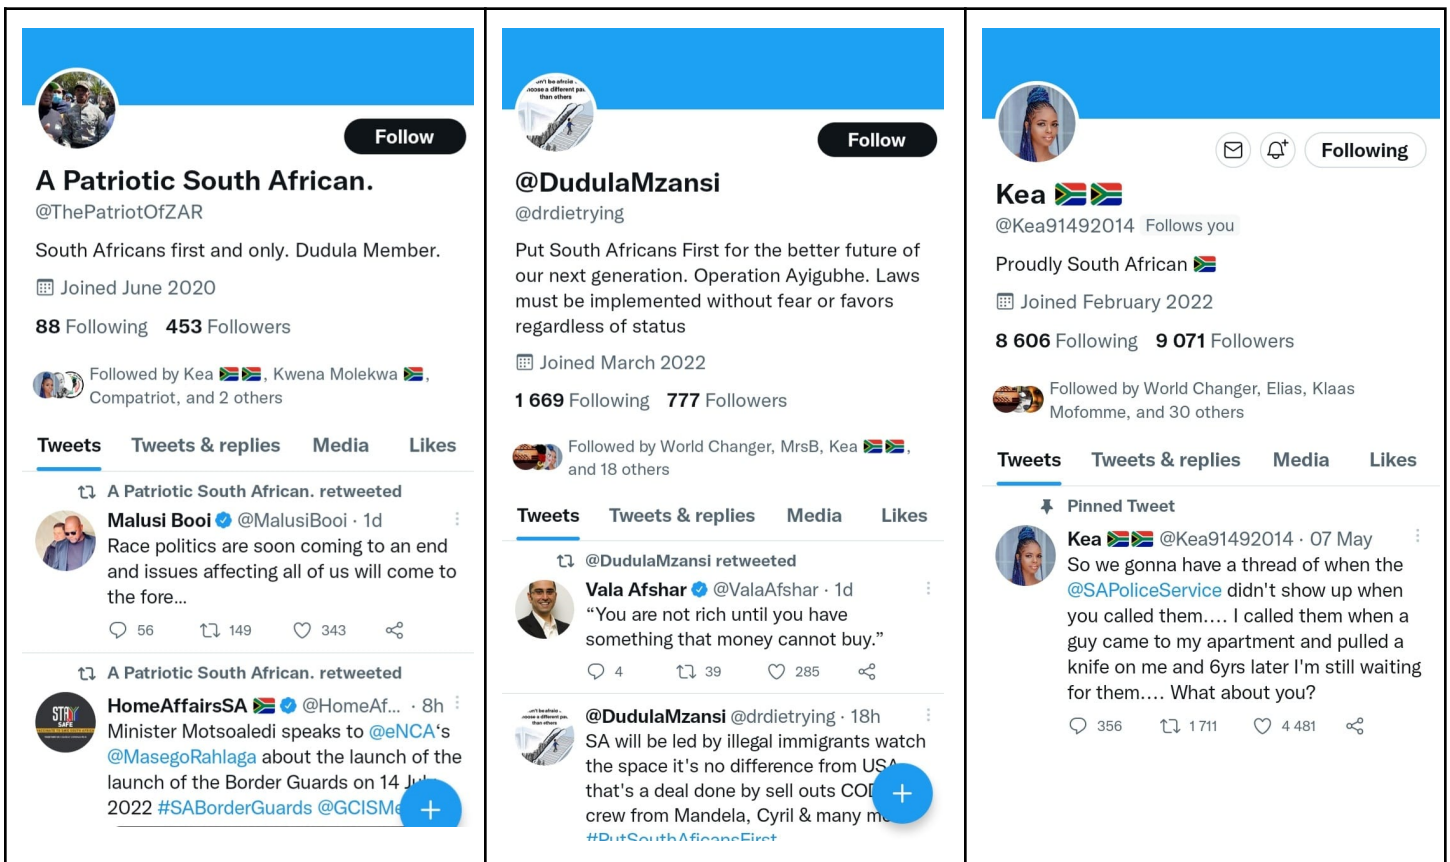 Follow
A Patriotic South African.
@ThePatriotOfZAR
South Africans first and only. Dudula Member.
Joined June 2020
88 Following 453 Followers
Followed by Kea 🇿🇦🇿🇦, Kwena Molekwa 🇿🇦,
Compatriot, and 2 others
Tweets Tweets & replies Media Likes
A Patriotic South African. retweeted
Malusi Booi @MalusiBooi · 1d
Race politics are soon coming to an end
and issues affecting all of us will come to
the fore...
56 149 343
A Patriotic South African. retweeted
STAY
SAFE
HomeAffairsSA 🇿🇦 @HomeAf... · 8h
Minister Motsoaledi speaks to @eNCA‘s
@MasegoRahlaga about the launch of the
launch of the Border Guards on 14
2022 #SABorderGuards
than others
Follow
@DudulaMzansi
@drdietrying
Put South Africans First for the better future of
our next generation. Operation Ayigubhe. Laws
must be implemented without fear or favors
regardless of status
Joined March 2022
1 669 Following 777 Followers
Followed by World Changer, MrsB, Kea 🇿🇦🇿🇦,
and 18 others
Tweets Tweets & replies Media Likes
@DudulaMzansi retweeted
Vala Afshar @ValaAfshar · 1d
“You are not rich until you have
something that money cannot buy.”
4 39 285
@DudulaMzansi @drdietrying · 18h
SA will be led by illegal immigrants watch
the space it's no difference from USA
that's a deal done by sell outs
crew from Mandela, Cyril & many
#PutSouthAficansFirst
Following
Kea 🇿🇦🇿🇦
@Kea91492014 Follows you
Proudly South African 🇿🇦
Joined February 2022
8 606 Following 9 071 Followers
Followed by World Changer, Elias, Klaas
Mofomme, and 30 others
Tweets Tweets & replies Media Likes
Pinned Tweet
Kea 🇿🇦🇿🇦 @Kea91492014 · 07 May
So we gonna have a thread of when the
@SAPoliceService didn't show up when
you called them.... I called them when a
guy came to my apartment and pulled a
knife on me and 6yrs later I'm still waiting
for them.... What about you?
356 1 711 4 481